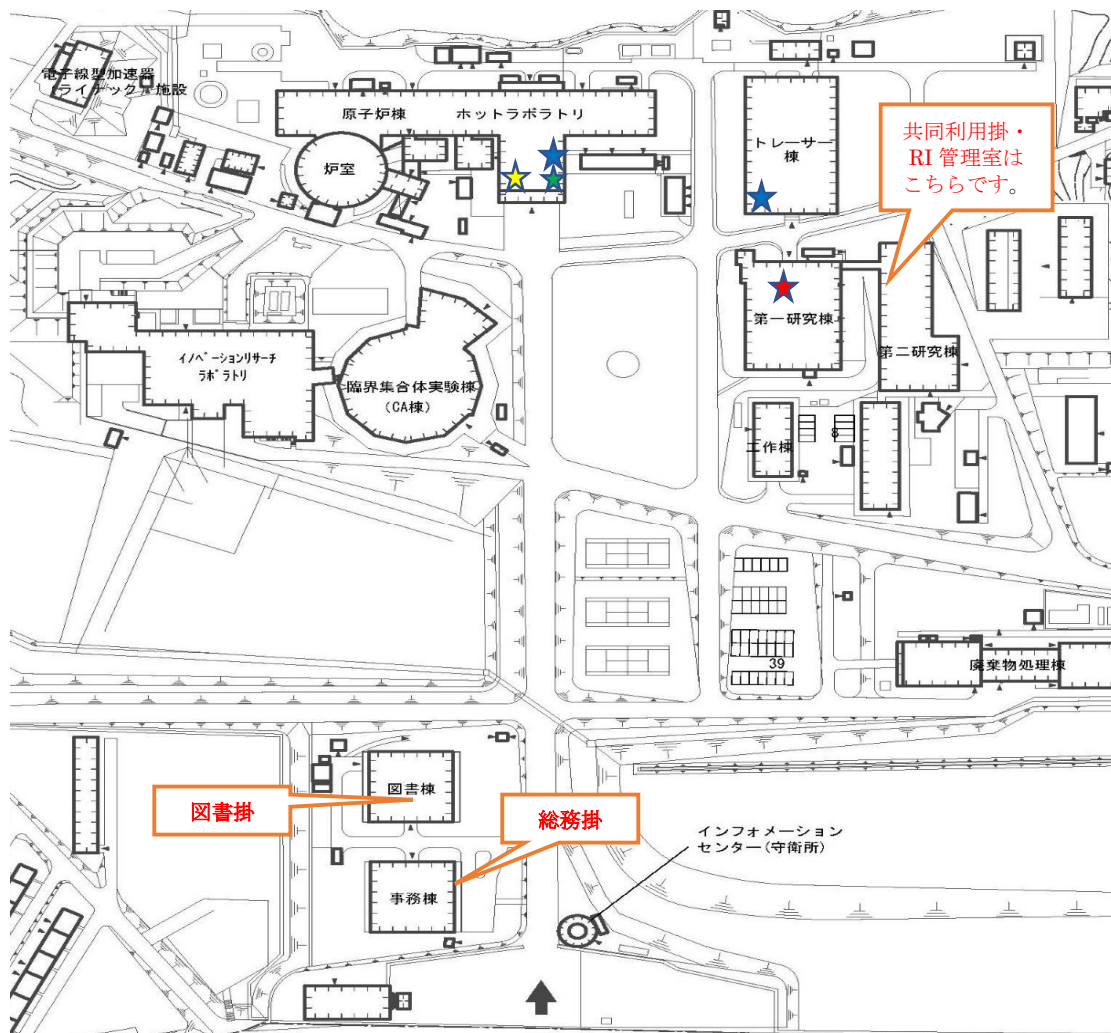 電子線型加速器
(ライナック)施設
原子炉棟
ホットラボラトリ
炉室
トレーサー
棟
共同利用掛・
RI 管理室は
こちらです。
第一研究棟
第二研究棟
イノベーションリサーチ
ラボラトリ
臨界集合体実験棟
(CA棟)
工作棟
8
39
廃棄物処理棟
図書棟
図書掛
総務掛
インフォメーション
センター(守衛所)
事務棟